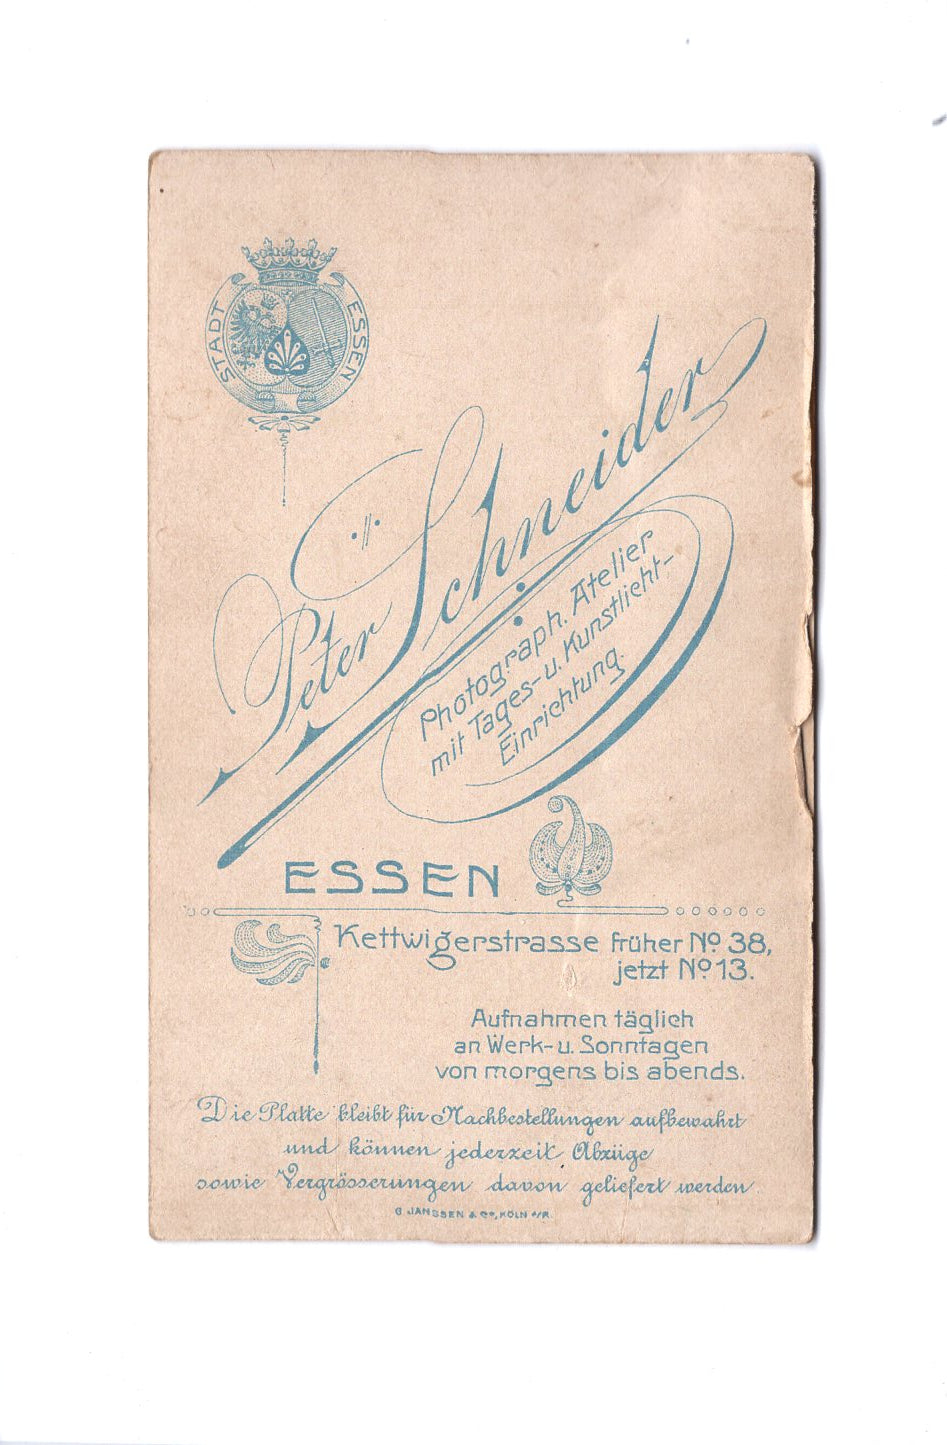 STADT ESSEN
Peter Schneider
Photograph. Atelier
mit Tages- u. Kunstlicht-
Einrichtung.
ESSEN
Kettwigerstrasse früher No 38,
jetzt No 13.
Aufnahmen täglich
an Werk- u. Sonntagen
von morgens bis abends.
Die Platte bleibt für Nachbestellungen aufbewahrt
und können jederzeit Abzüge
sowie Vergrösserungen davon geliefert werden.
G JANSSEN & Co, KÖLN a/R.